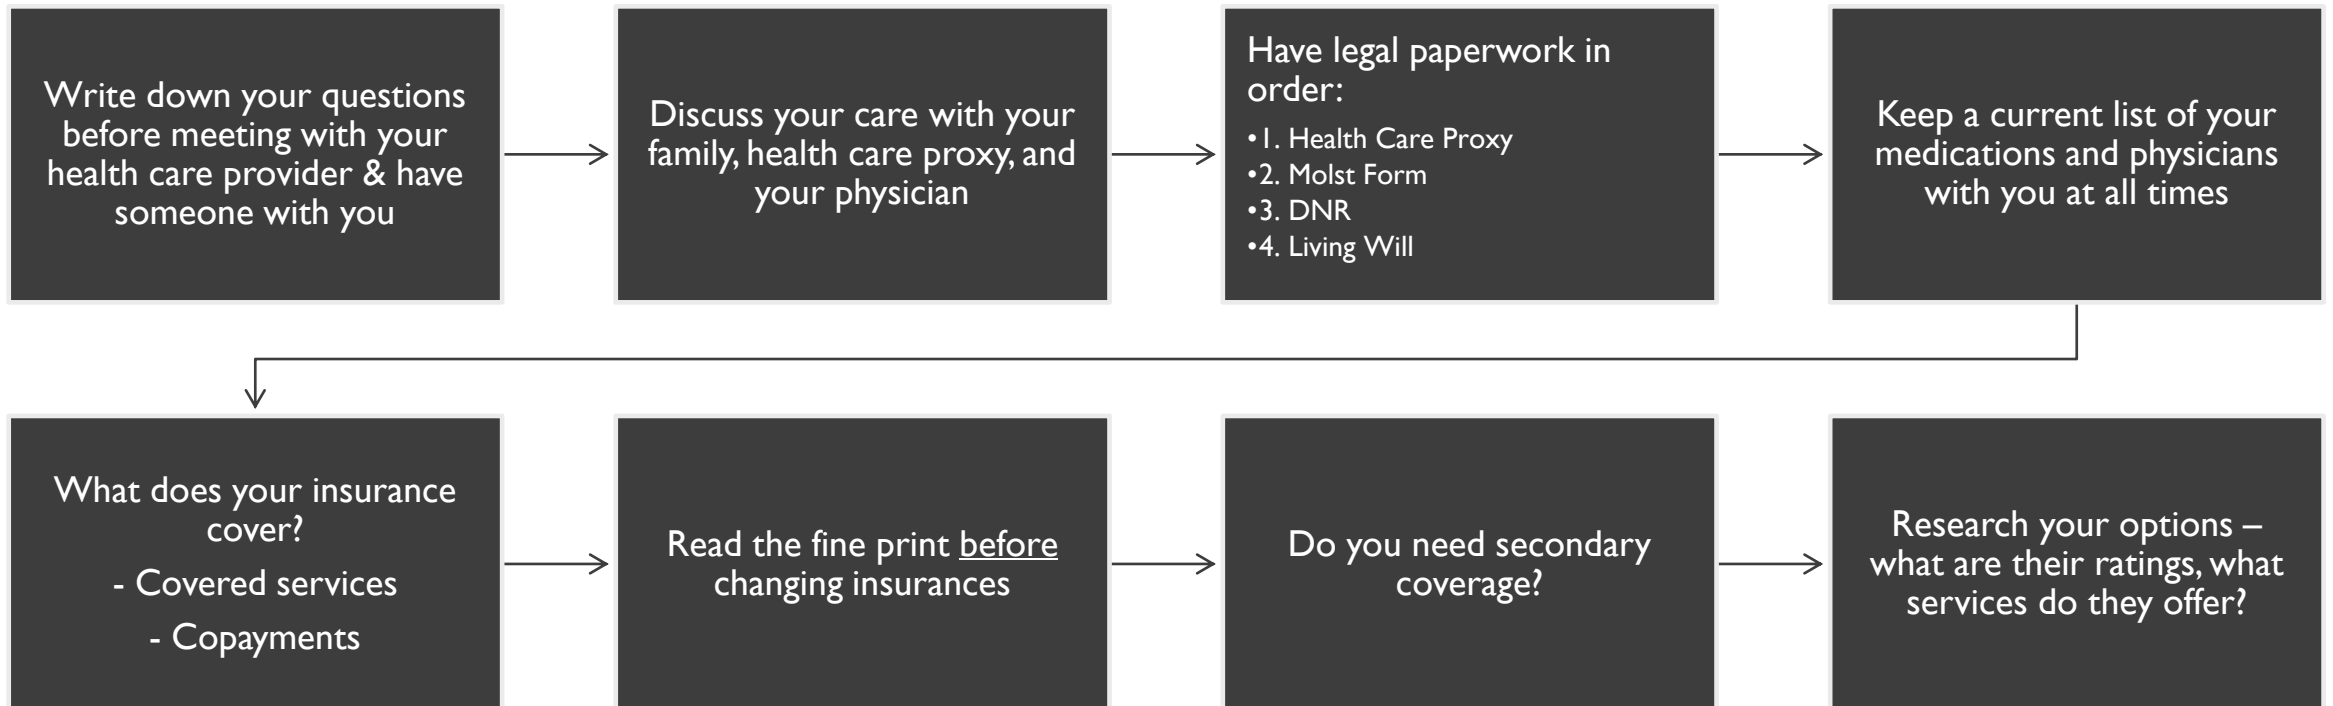 Write down your questions
before meeting with your
health care provider & have
someone with you
Discuss your care with your
family, health care proxy, and
your physician
Have legal paperwork in
order:
•1. Health Care Proxy
•2. Molst Form
•3. DNR
•4. Living Will
Keep a current list of your
medications and physicians
with you at all times
What does your insurance
cover?
- Covered services
- Copayments
Read the fine print before
changing insurances
Do you need secondary
coverage?
Research your options –
what are their ratings, what
services do they offer?